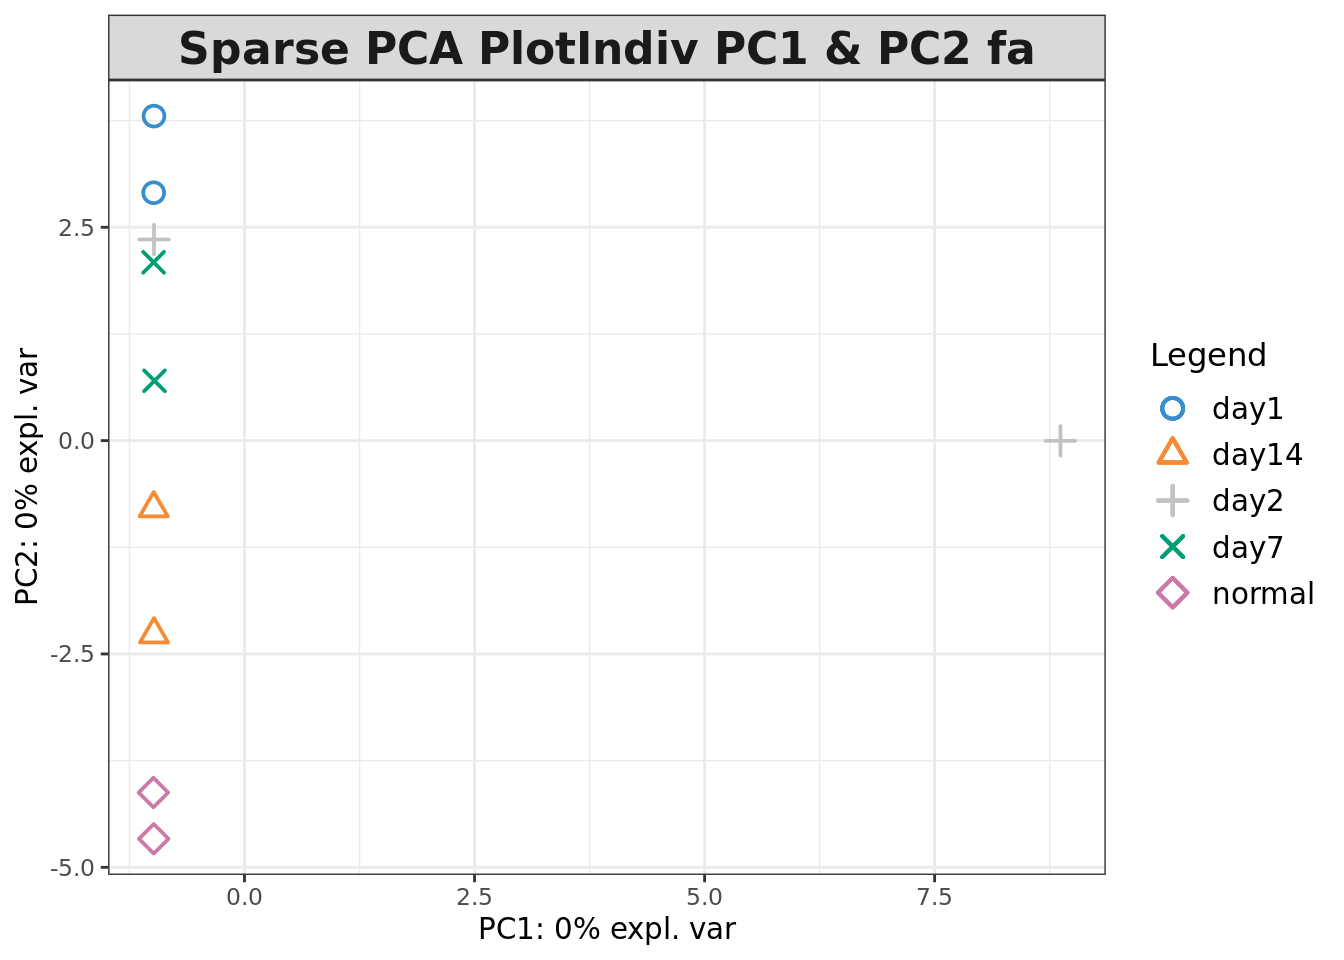 Sparse PCA PlotIndiv PC1 & PC2 fa
2.5
0.0
-2.5
-5.0
PC2: 0% expl. var
0.0 2.5 5.0 7.5
PC1: 0% expl. var
Legend
day1
day14
day2
day7
normal